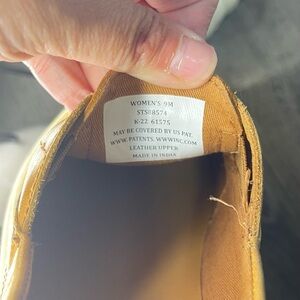 WOMEN'S 9M
STS88574
K-22 61575
MAY BE COVERED BY US PAT.
WWW.PATENTS.WWWINC.COM
LEATHER UPPER
MADE IN INDIA